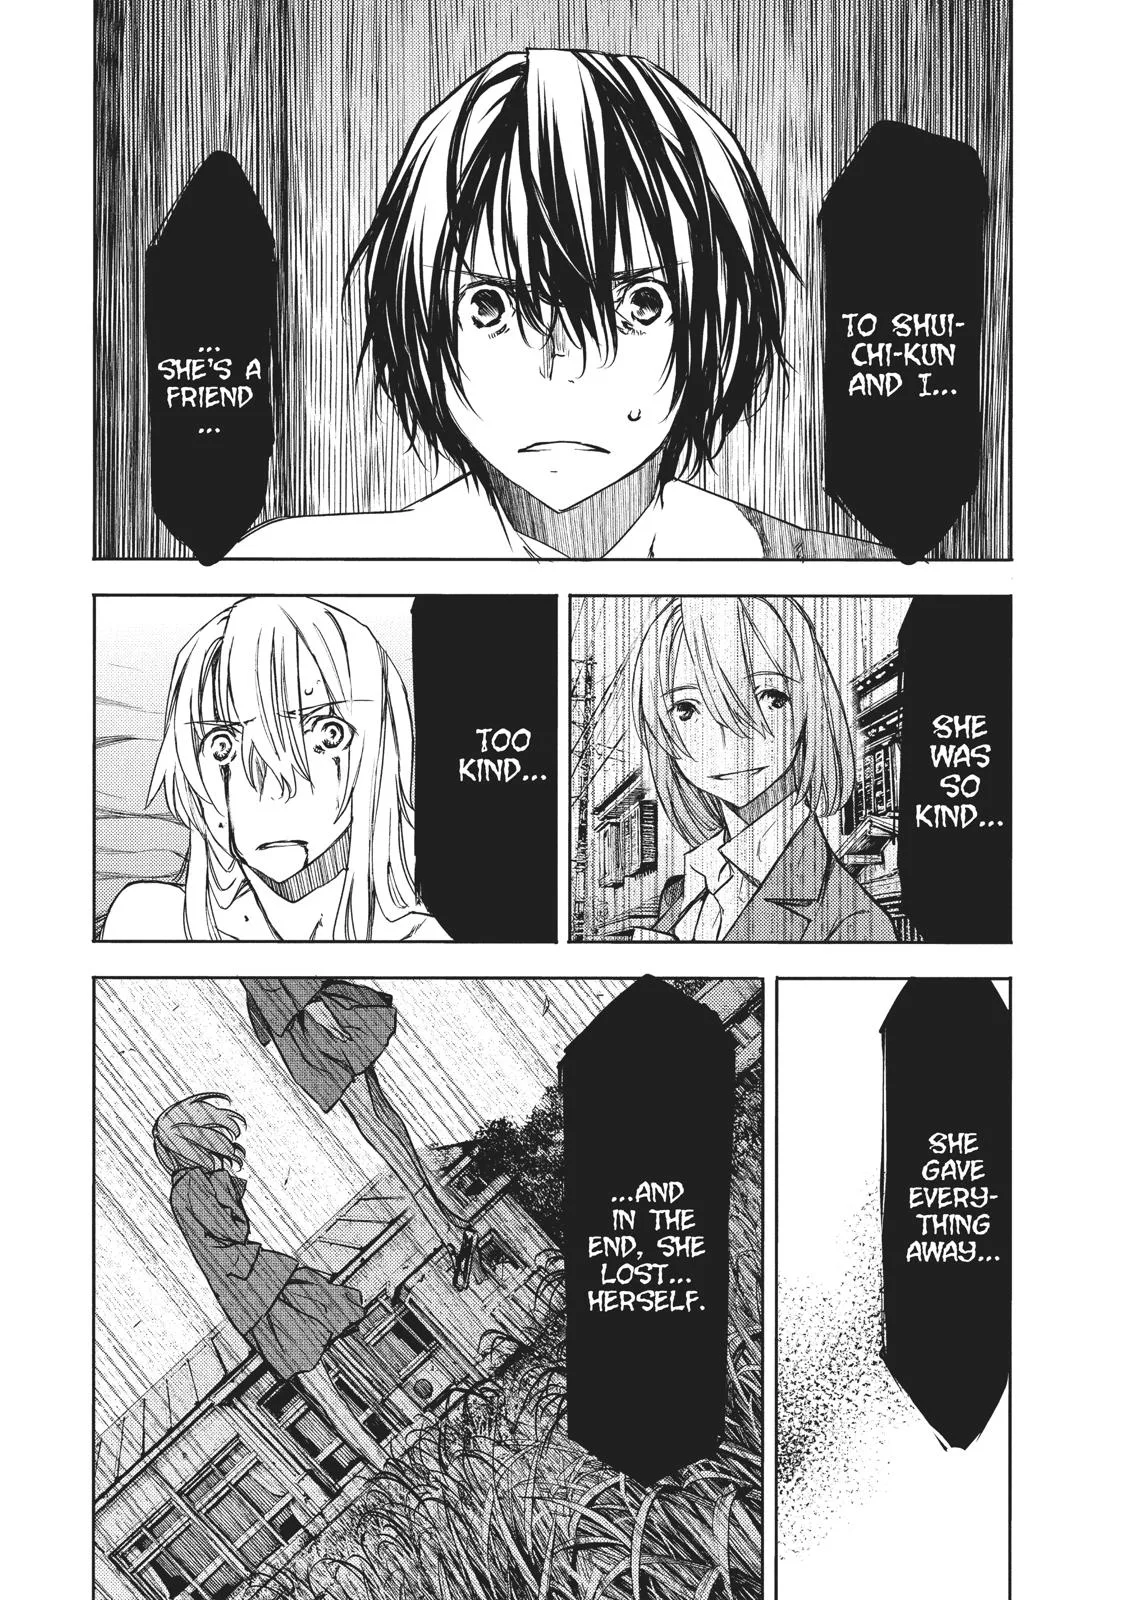 TO SHUI-
CHI-KUN
AND I...
...
SHE'S A
FRIEND
...
SHE
WAS
SO
KIND...
TOO
KIND...
SHE
GAVE
EVERY-
THING
AWAY...
...AND
IN THE
END, SHE
LOST...
HERSELF.